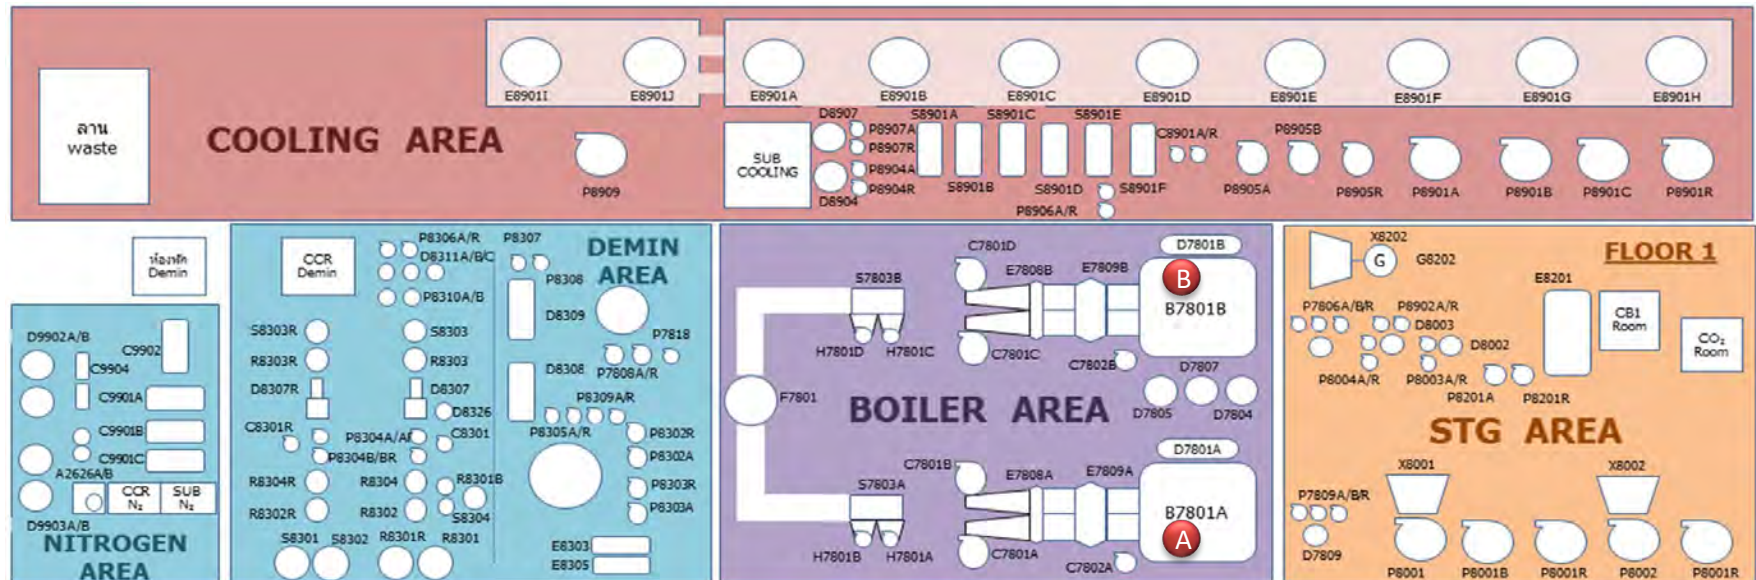 E8901I
E8901J
E8901A
E8901B
E8901C
E8901D
E8901E
E8901F
E8901G
E8901H
ลาน
waste
COOLING AREA
P8909
SUB
COOLING
D8907
P8907A
P8907R
P8904A
P8904R
D8904
S8901A
S8901C
S8901E
S8901B
S8901D
S8901F
P8906A/R
C8901A/R
P8905B
P8905A
P8905R
P8901A
P8901B
P8901C
P8901R
ห้องพัก
Demin
D9902A/B
C9902
C9904
C9901A
C9901B
C9901C
A2626A/B
CCR
N₂
SUB
N₂
D9903A/B
NITROGEN
AREA
CCR
Demin
P8306A/R
D8311A/B/C
P8310A/B
P8307
P8308
DEMIN
AREA
D8309
P7818
P7808A/R
S8303R
S8303
R8303R
R8303
D8307R
D8307
D8308
D8326
P8309A/R
C8301R
P8304A/AR
C8301
P8305A/R
P8304B/BR
P8302R
P8302A
R8304R
R8304
R8301B
P8303R
R8302R
R8302
S8304
P8303A
S8301
S8302
R8301R
R8301
E8303
E8305
S7803B
H7801D
H7801C
C7801D
E7808B
E7809B
D7801B
B
B7801B
C7801C
C7802B
D7807
D7805
D7804
F7801
BOILER AREA
D7801A
C7801B
E7808A
E7809A
S7803A
B7801A
A
H7801B
H7801A
C7801A
C7802A
X8202
G
G8202
FLOOR 1
E8201
P7806A/B/R
P8902A/R
D8003
D8002
CB1
Room
CO₂
Room
P8004A/R
P8003A/R
P8201A
P8201R
STG AREA
X8001
X8002
P7809A/B/R
D7809
P8001
P8001B
P8001R
P8002
P8001R